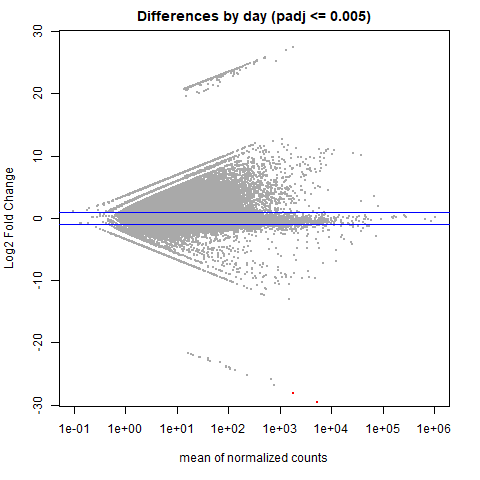 Differences by day (padj <= 0.005)
Log2 Fold Change
30
20
10
0
-10
-20
-30
1e-01 1e+00 1e+01 1e+02 1e+03 1e+04 1e+05 1e+06
mean of normalized counts